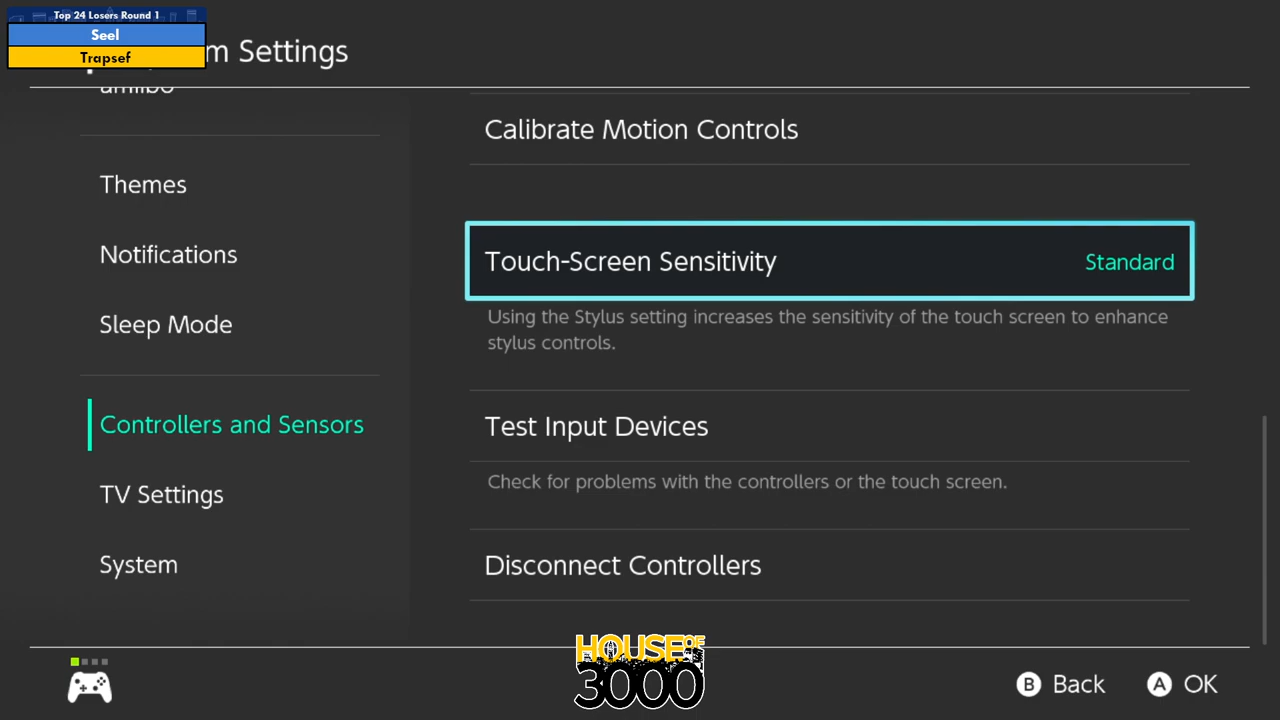 Top 24 Losers Round 1
Seel
Trapsef
m Settings
amiibo
Themes
Notifications
Sleep Mode
Controllers and Sensors
TV Settings
System
Calibrate Motion Controls
Touch-Screen Sensitivity Standard
Using the Stylus setting increases the sensitivity of the touch screen to enhance
stylus controls.
Test Input Devices
Check for problems with the controllers or the touch screen.
Disconnect Controllers
HOUSE OF
3000
B Back A OK